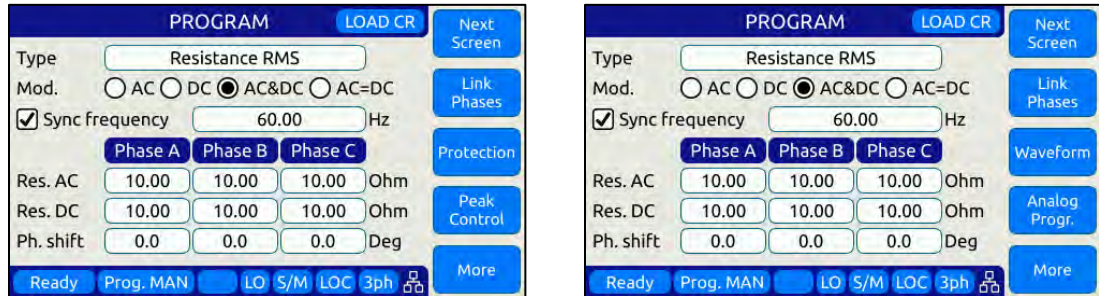 PROGRAM LOAD CR Next Screen
Type Resistance RMS
Mod. AC DC AC&DC AC=DC Link Phases
Sync frequency 60.00 Hz
Phase A Phase B Phase C Protection
Res. AC 10.00 10.00 10.00 Ohm
Res. DC 10.00 10.00 10.00 Ohm Peak Control
Ph. shift 0.0 0.0 0.0 Deg
Ready Prog. MAN LO S/M LOC 3ph More
PROGRAM LOAD CR Next Screen
Type Resistance RMS
Mod. AC DC AC&DC AC=DC Link Phases
Sync frequency 60.00 Hz
Phase A Phase B Phase C Waveform
Res. AC 10.00 10.00 10.00 Ohm
Res. DC 10.00 10.00 10.00 Ohm Analog Progr.
Ph. shift 0.0 0.0 0.0 Deg
Ready Prog. MAN LO S/M LOC 3ph More